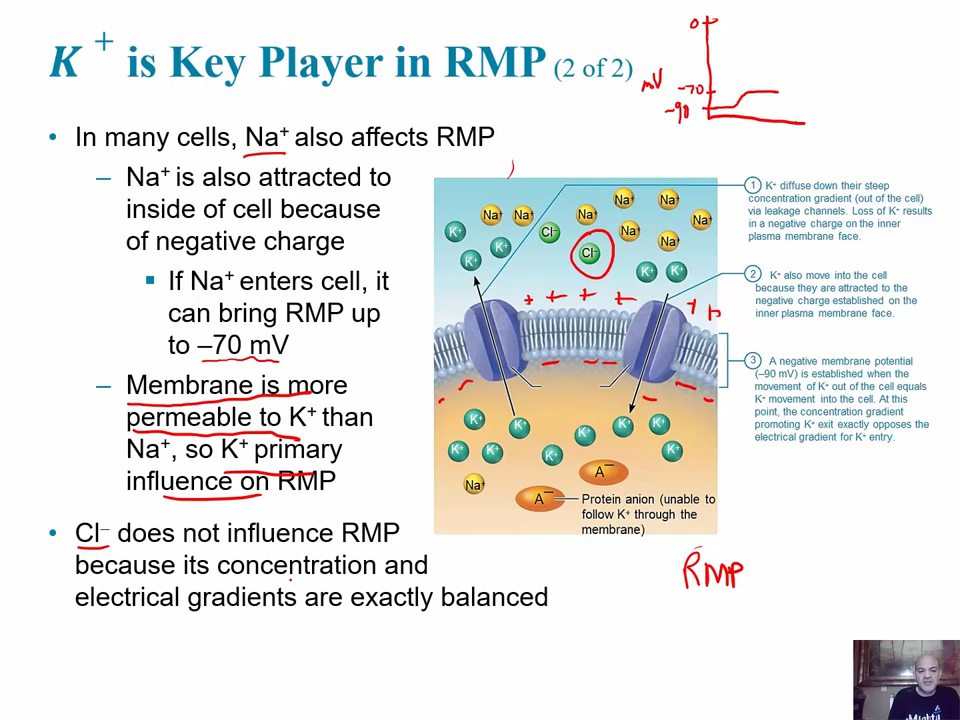 K + is Key Player in RMP (2 of 2)
• In many cells, Na+ also affects RMP
– Na+ is also attracted to
inside of cell because
of negative charge
▪ If Na+ enters cell, it
can bring RMP up
to –70 mV
– Membrane is more
permeable to K+ than
Na+, so K+ primary
influence on RMP
• Cl– does not influence RMP
because its concentration and
electrical gradients are exactly balanced
0
mV
-70
-90
K+ K+ K+ Na+ Na+ Cl– Na+ Cl– Na+ Na+ Na+ Na+ K+ K+
+ + + + + +
– – – – – –
K+ K+ K+ K+ K+ K+ K+ K+ K+
Na+
A–
A–
Protein anion (unable to
follow K+ through the
membrane)
1 K+ diffuse down their steep
concentration gradient (out of the cell)
via leakage channels. Loss of K+ results
in a negative charge on the inner
plasma membrane face.
2 K+ also move into the cell
because they are attracted to the
negative charge established on the
inner plasma membrane face.
3 A negative membrane potential
(–90 mV) is established when the
movement of K+ out of the cell equals
K+ movement into the cell. At this
point, the concentration gradient
promoting K+ exit exactly opposes the
electrical gradient for K+ entry.
RMP